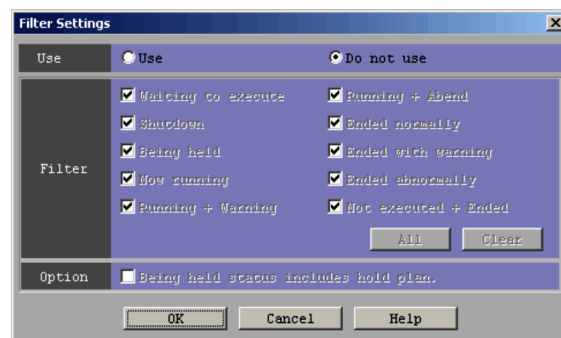 Filter Settings
Use Use Do not use
Waiting to execute Running + Abend
Shutdown Ended normally
Being held Ended with warning
Filter
Now running Ended abnormally
Running + Warning Not executed + Ended
All Clear
Option Being held status includes hold plan.
OK Cancel Help